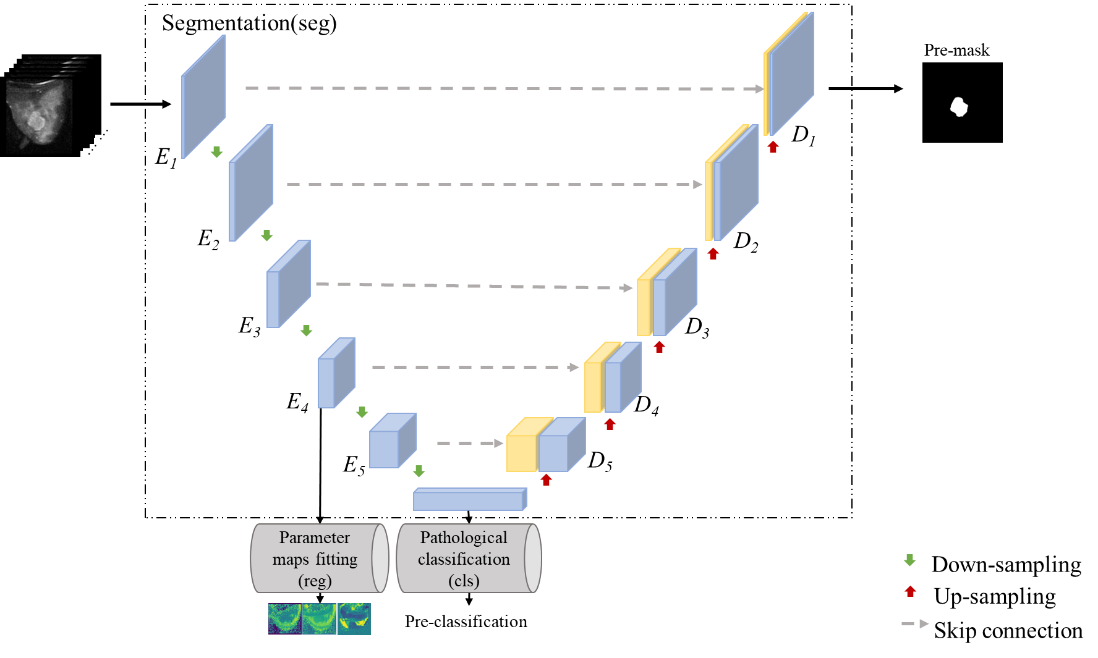 Segmentation(seg)
Pre-mask
E1
D1
E2
D2
E3
D3
E4
D4
E5
D5
Parameter
maps fitting
(reg)
Pathological
classification
(cls)
Pre-classification
Down-sampling
Up-sampling
Skip connection